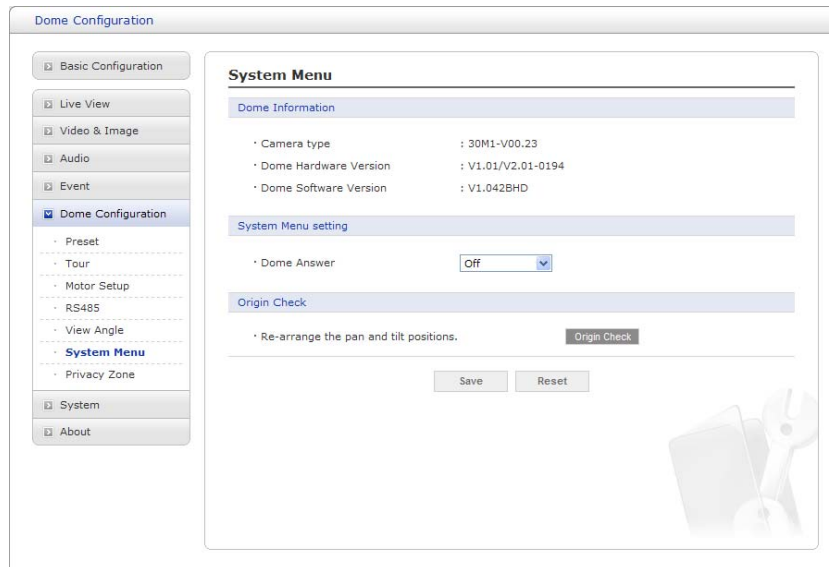 Dome Configuration
Basic Configuration
Live View
Video & Image
Audio
Event
Dome Configuration
· Preset
· Tour
· Motor Setup
· RS485
· View Angle
· System Menu
· Privacy Zone
System
About
System Menu
Dome Information
· Camera type : 30M1-V00.23
· Dome Hardware Version : V1.01/V2.01-0194
· Dome Software Version : V1.042BHD
System Menu setting
· Dome Answer Off
Origin Check
· Re-arrange the pan and tilt positions. Origin Check
Save Reset